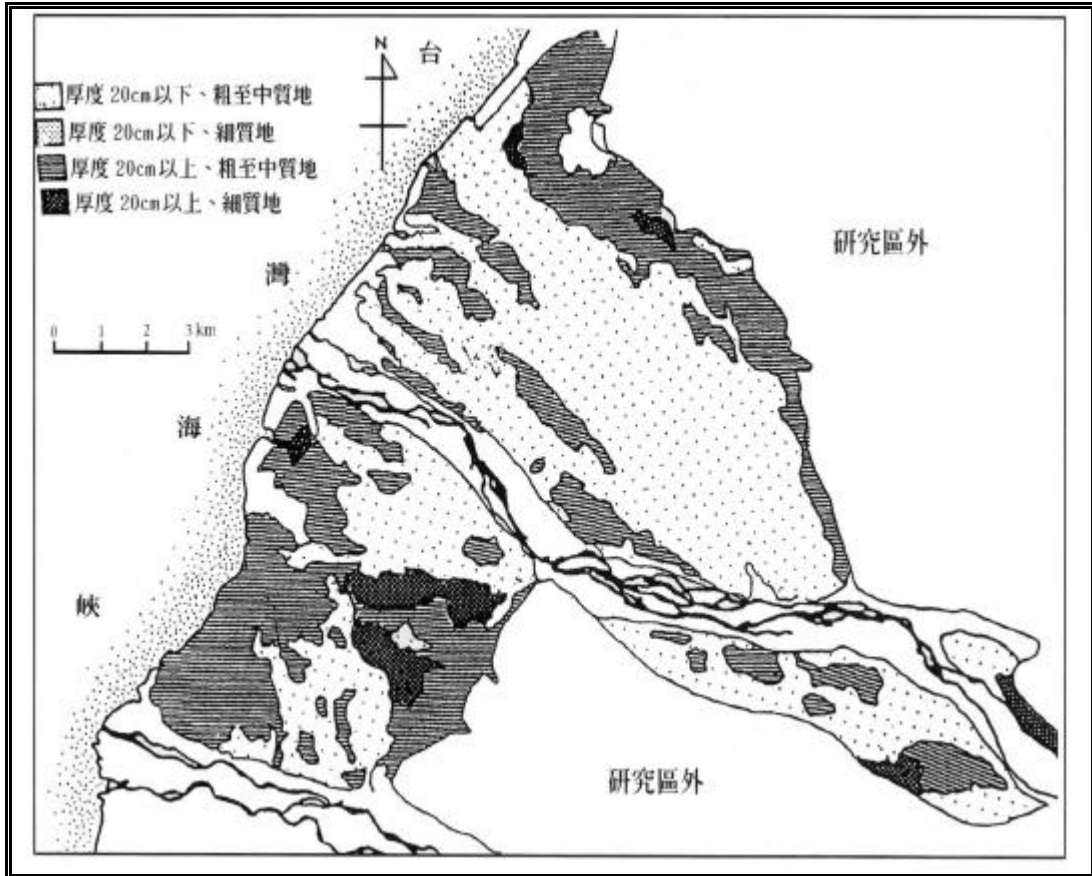 N
台
灣
海
峽
厚度 20cm以下、粗至中質地
厚度 20cm以下、細質地
厚度 20cm以上、粗至中質地
厚度 20cm以上、細質地
0 1 2 3km
研究區外
研究區外